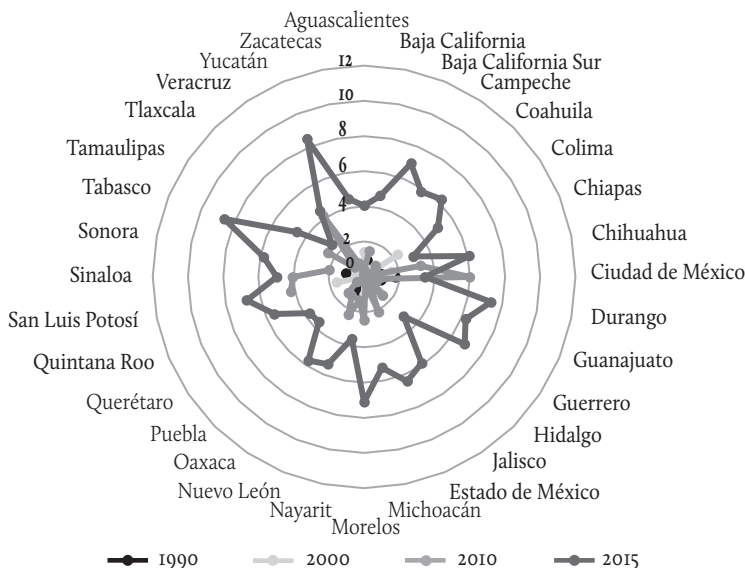 Aguascalientes
Zacatecas
Baja California
Yucatán
12
Baja California Sur
Veracruz
Campeche
10
Tlaxcala
Coahuila
8
Tamaulipas
Colima
6
Tabasco
Chiapas
4
Sonora
Chihuahua
2
0
Sinaloa
Ciudad de México
San Luis Potosí
Durango
Quintana Roo
Guanajuato
Querétaro
Guerrero
Puebla
Hidalgo
Oaxaca
Jalisco
Nuevo León
Estado de México
Nayarit
Michoacán
Morelos
1990 2000 2010 2015